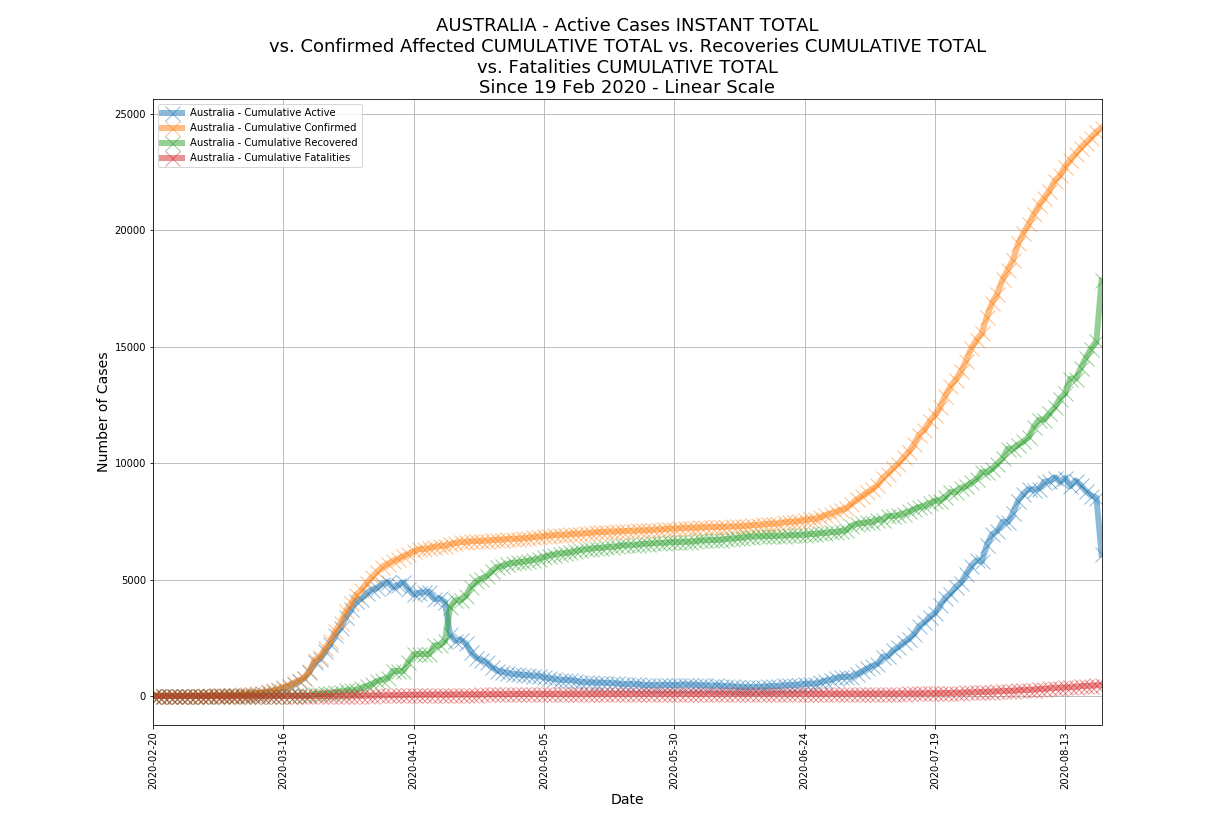 AUSTRALIA - Active Cases INSTANT TOTAL
vs. Confirmed Affected CUMULATIVE TOTAL vs. Recoveries CUMULATIVE TOTAL
vs. Fatalities CUMULATIVE TOTAL
Since 19 Feb 2020 - Linear Scale
Australia - Cumulative Active
Australia - Cumulative Confirmed
Australia - Cumulative Recovered
Australia - Cumulative Fatalities
Number of Cases
25000
20000
15000
10000
5000
0
2020-02-20
2020-03-16
2020-04-10
2020-05-05
2020-05-30
2020-06-24
2020-07-19
2020-08-13
Date